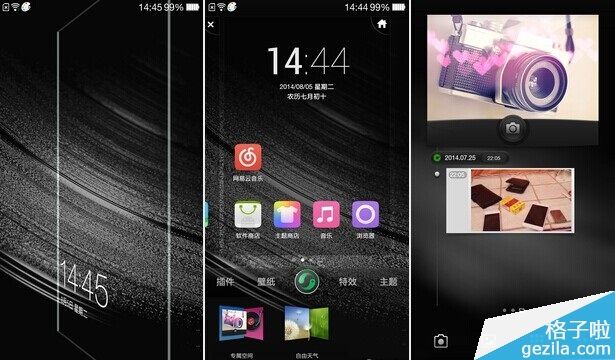 14:45 99%
14:45
14:44 99%
14:44
2014/08/05 星期二
农历七月初十
网易云音乐
软件商店
主题商店
音乐
浏览器
插件
壁纸
特效
主题
专属空间
自由天气
2014.07.25
22:05
22:05
格子啦
gezila.com